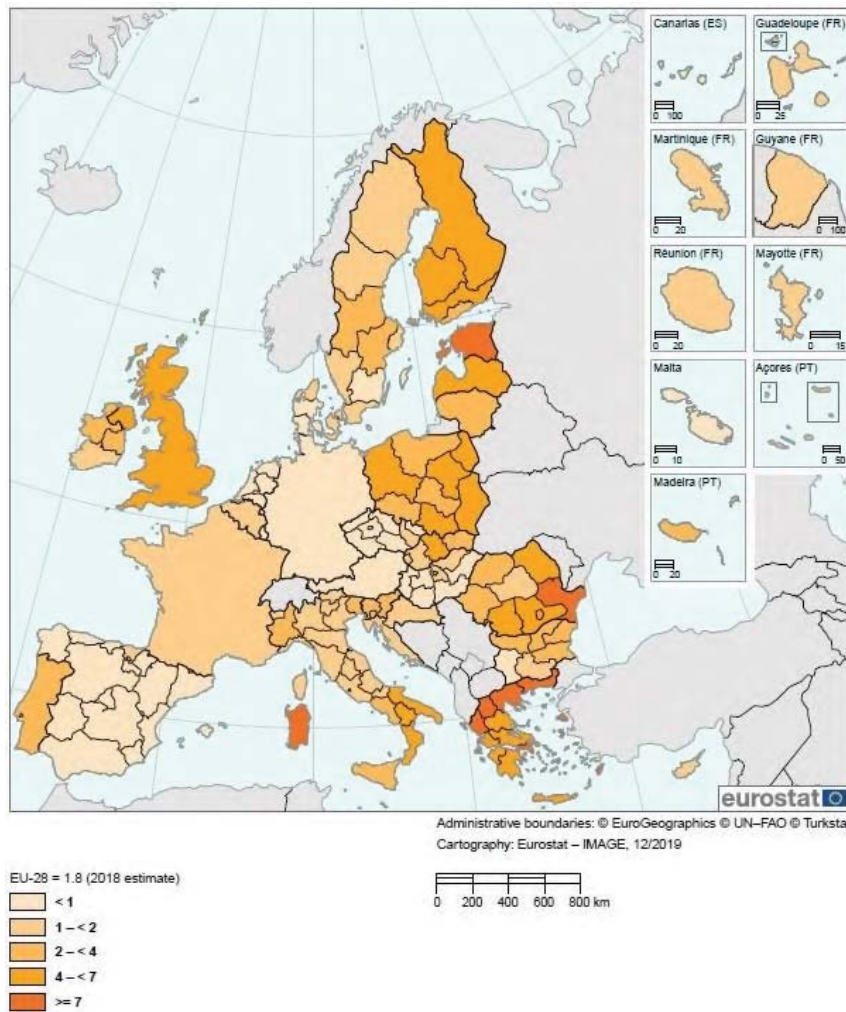 Canarias (ES)
0 100
Guadeloupe (FR)
0 25
Martinique (FR)
0 20
Guyane (FR)
0 100
Réunion (FR)
0 20
Mayotte (FR)
0 15
Malta
0 10
Açores (PT)
0 50
Madeira (PT)
0 20
eurostat
Administrative boundaries: © EuroGeographics © UN–FAO © Turksta
Cartography: Eurostat – IMAGE, 12/2019
EU-28 = 1.8 (2018 estimate)
< 1
1 – < 2
2 – < 4
4 – < 7
>= 7
0 200 400 600 800 km